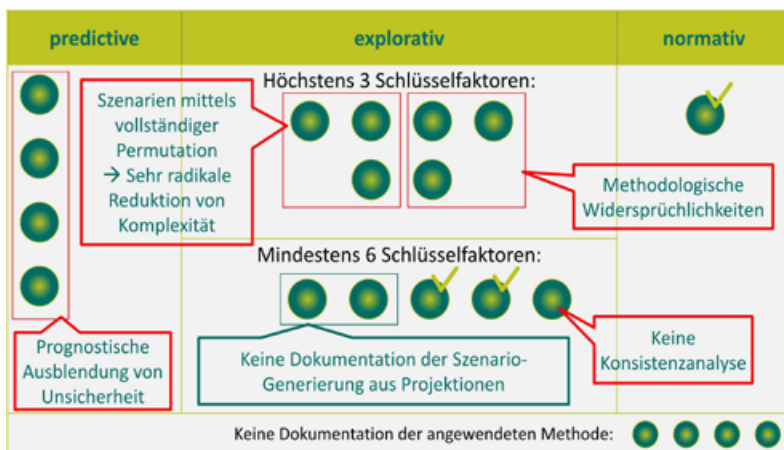 predictive
explorativ
normativ
Höchstens 3 Schlüsselfaktoren:
Szenarien mittels
vollständiger
Permutation
→ Sehr radikale
Reduktion von
Komplexität
Methodologische
Widersprüchlichkeiten
Mindestens 6 Schlüsselfaktoren:
Prognostische
Ausblendung von
Unsicherheit
Keine Dokumentation der Szenario-
Generierung aus Projektionen
Keine
Konsistenzanalyse
Keine Dokumentation der angewendeten Methode: